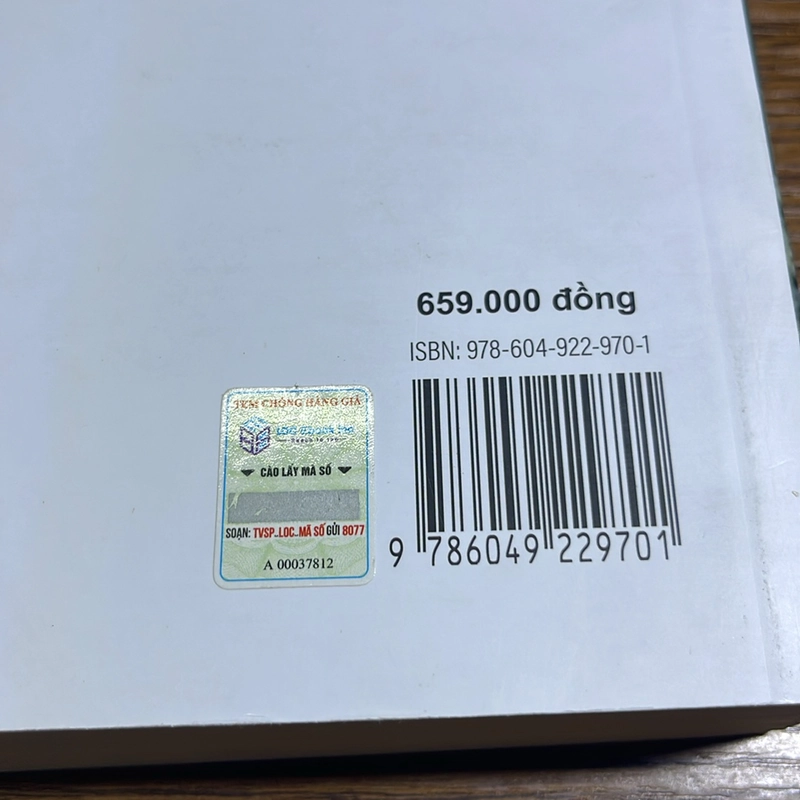 659.000 đồng
ISBN: 978-604-922-970-1
9 786049 229701
TEM CHỐNG HÀNG GIẢ
CÀO LẤY MÃ SỐ
SOẠN: TVSP_LOC_MÃ SỐ GỬI 8077
A 00037812